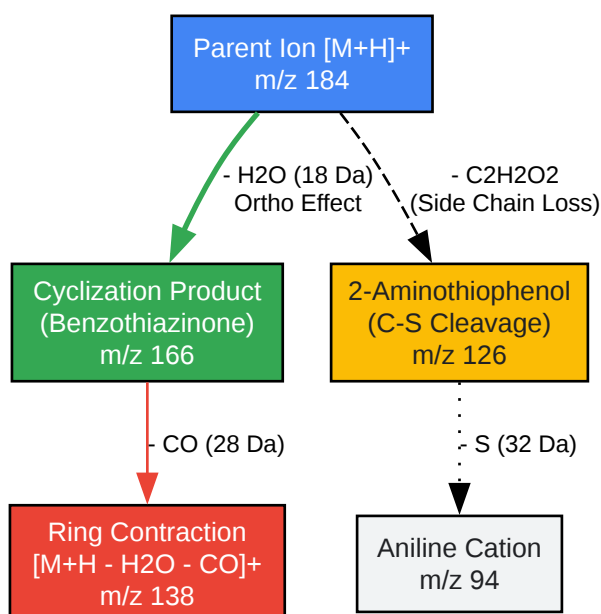 Parent Ion [M+H]+
m/z 184
- H2O (18 Da)
Ortho Effect
- C2H2O2
(Side Chain Loss)
Cyclization Product
(Benzothiazinone)
m/z 166
2-Aminothiophenol
(C-S Cleavage)
m/z 126
- CO (28 Da)
- S (32 Da)
Ring Contraction
[M+H - H2O - CO]+
m/z 138
Aniline Cation
m/z 94